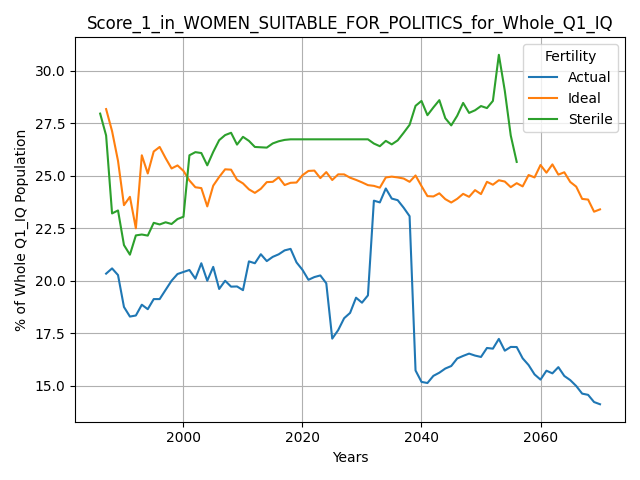 Score_1_in_WOMEN_SUITABLE_FOR_POLITICS_for_Whole_Q1_IQ
Fertility
Actual
Ideal
Sterile
% of Whole Q1_IQ Population
30.0
27.5
25.0
22.5
20.0
17.5
15.0
2000
2020
2040
2060
Years